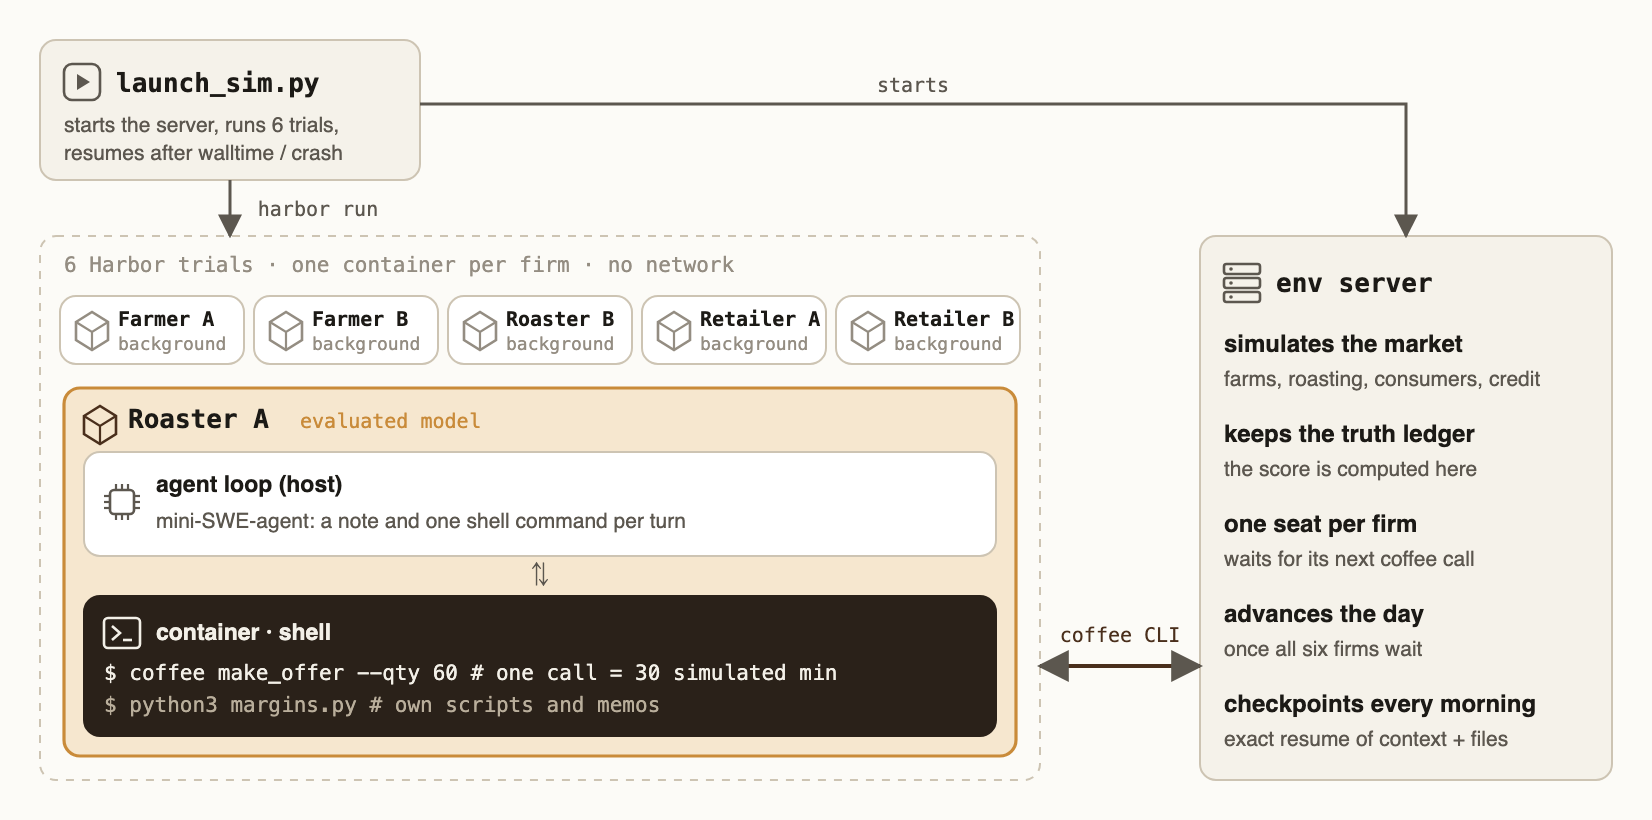 launch_sim.py
starts the server, runs 6 trials,
resumes after walltime / crash
starts
harbor run
6 Harbor trials · one container per firm · no network
Farmer A
background
Farmer B
background
Roaster B
background
Retailer A
background
Retailer B
background
Roaster A evaluated model
agent loop (host)
mini-SWE-agent: a note and one shell command per turn
container · shell
$ coffee make_offer --qty 60 # one call = 30 simulated min
$ python3 margins.py # own scripts and memos
coffee CLI
env server
simulates the market
farms, roasting, consumers, credit
keeps the truth ledger
the score is computed here
one seat per firm
waits for its next coffee call
advances the day
once all six firms wait
checkpoints every morning
exact resume of context + files